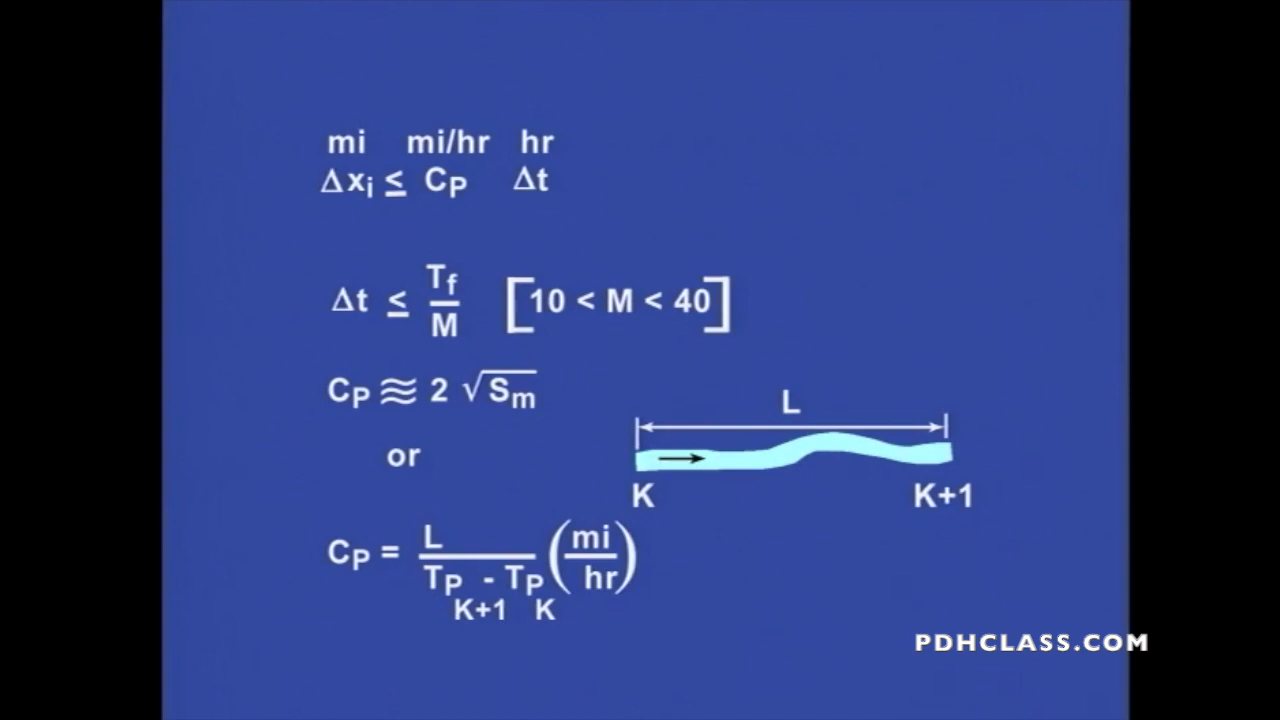 mi mi/hr hr
Δxi ≤ CP Δt
Δt ≤ Tf/M [10 < M < 40]
CP ≋ 2 √Sm
L
or
K K+1
CP = L/(TP K+1 - TP K) (mi/hr)
PDHCLASS.COM